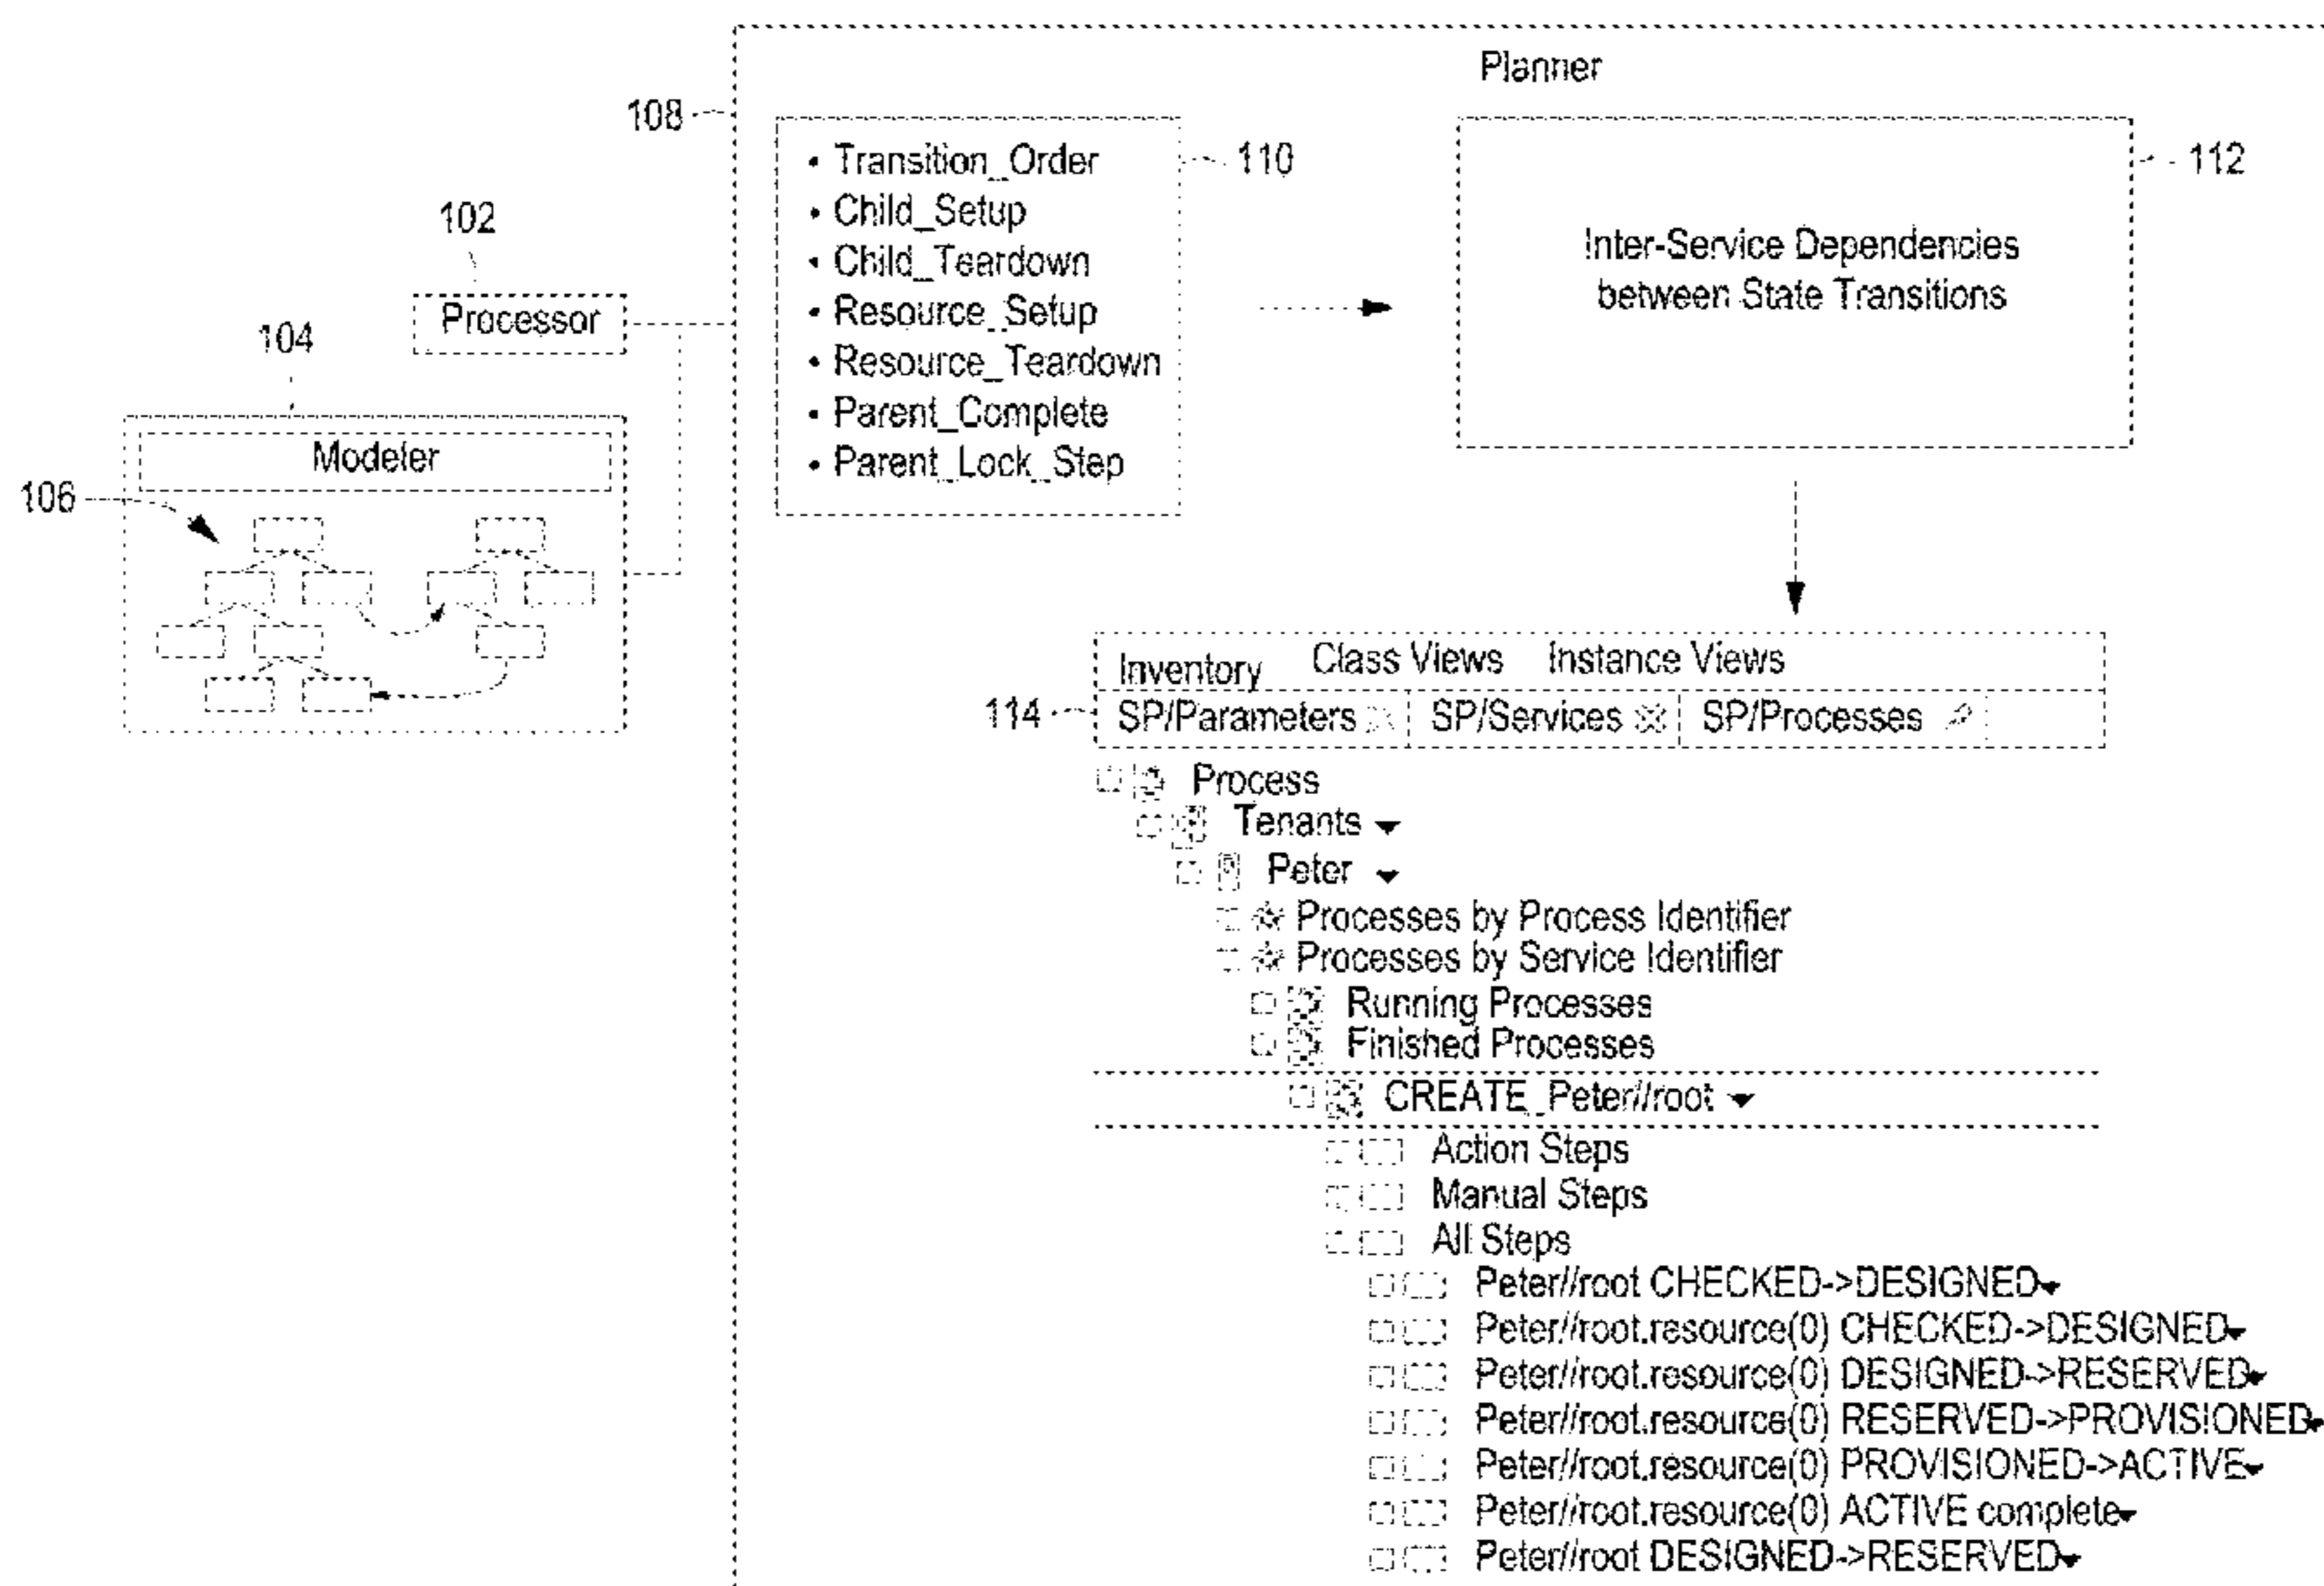 Planner
108
• Transition_Order
• Child_Setup
• Child_Teardown
• Resource_Setup
• Resource_Teardown
• Parent_Complete
• Parent_Lock_Step
110
Inter-Service Dependencies
between State Transitions
112
102
Processor
104
Modeler
106
Inventory Class Views Instance Views
114
SP/Parameters SP/Services SP/Processes
Process
Tenants
Peter
Processes by Process Identifier
Processes by Service Identifier
Running Processes
Finished Processes
CREATE_Peter//root
Action Steps
Manual Steps
All Steps
Peter//root CHECKED->DESIGNED
Peter//root.resource(0) CHECKED->DESIGNED
Peter//root.resource(0) DESIGNED->RESERVED
Peter//root.resource(0) RESERVED->PROVISIONED
Peter//root.resource(0) PROVISIONED->ACTIVE
Peter//root.resource(0) ACTIVE complete
Peter//root DESIGNED->RESERVED